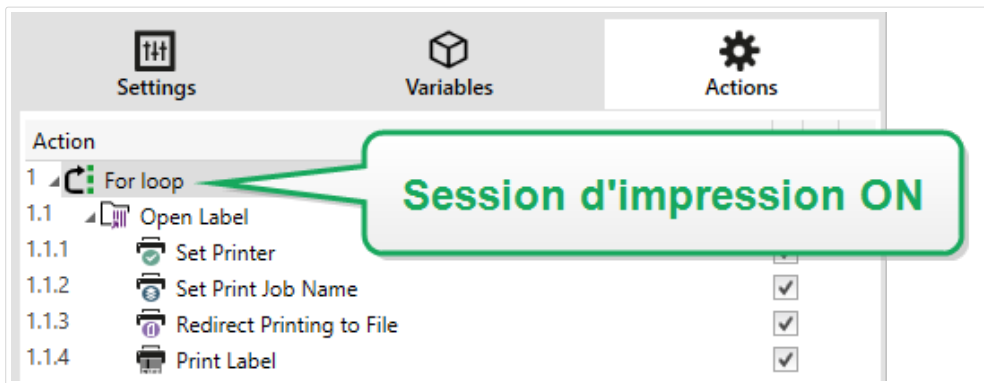 Settings Variables Actions
Action
1 For loop
Session d'impression ON
1.1 Open Label
1.1.1 Set Printer
1.1.2 Set Print Job Name
1.1.3 Redirect Printing to File
1.1.4 Print Label